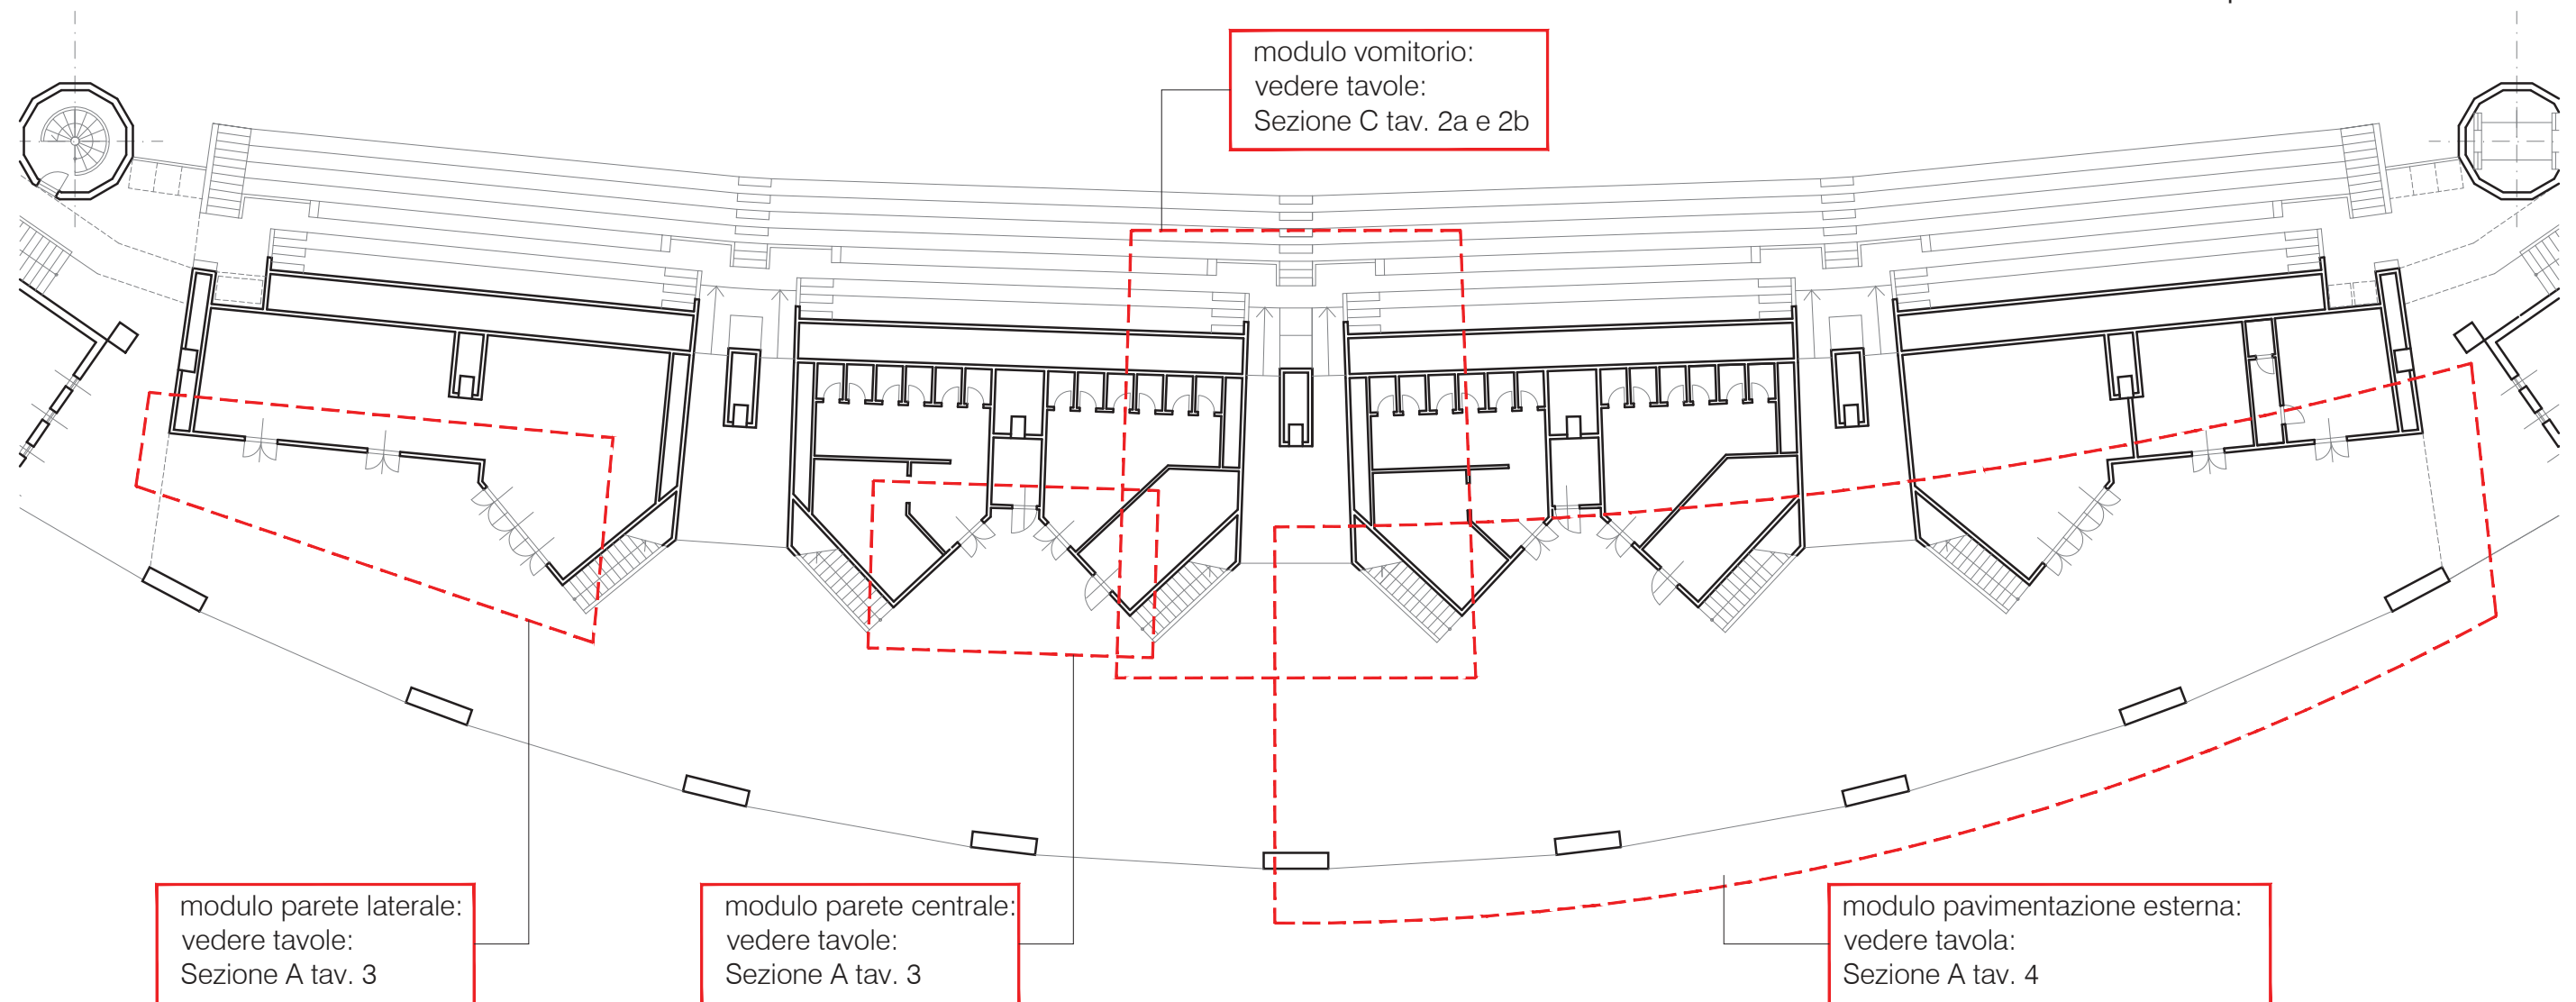 modulo vomitorio:
vedere tavole:
Sezione C tav. 2a e 2b
modulo parete laterale:
vedere tavole:
Sezione A tav. 3
modulo parete centrale:
vedere tavole:
Sezione A tav. 3
modulo pavimentazione esterna:
vedere tavola:
Sezione A tav. 4